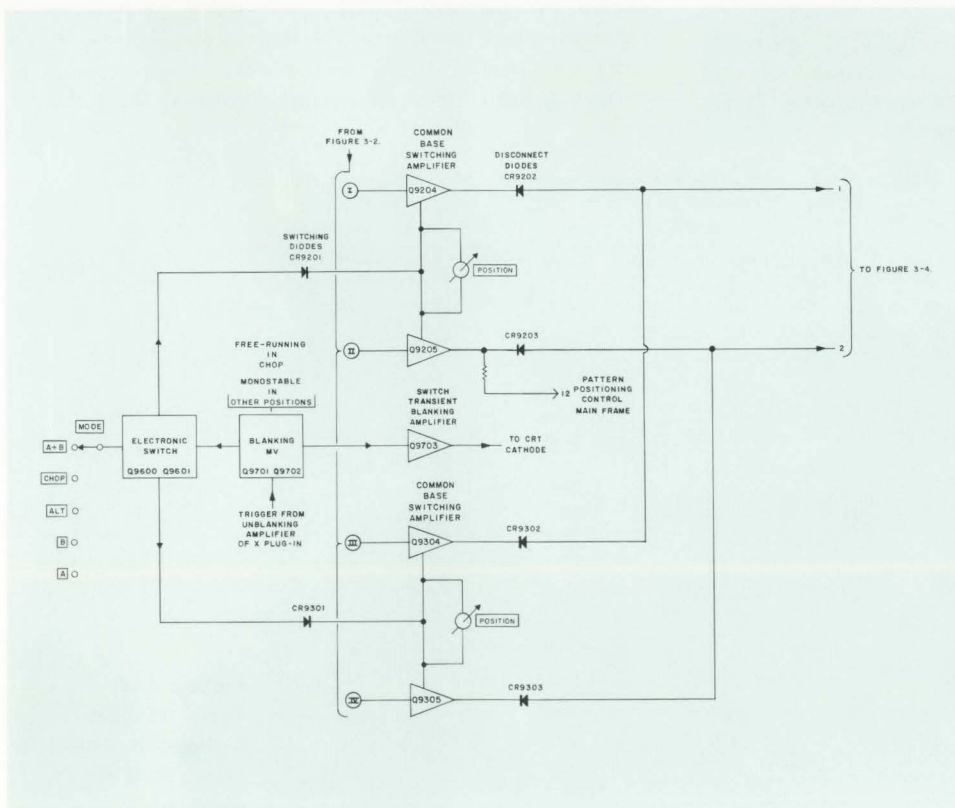 FROM
FIGURE 3-2.
COMMON
BASE
SWITCHING
AMPLIFIER
DISCONNECT
DIODES
CR9202
I
Q9204
1
SWITCHING
DIODES
CR9201
POSITION
TO FIGURE 3-4.
II
Q9205
CR9203
2
FREE-RUNNING
IN
CHOP
MONOSTABLE
IN
OTHER POSITIONS
12
PATTERN
POSITIONING
CONTROL
MAIN FRAME
SWITCH
TRANSIENT
BLANKING
AMPLIFIER
MODE
A+B
ELECTRONIC
SWITCH
Q9600 Q9601
BLANKING
MV
Q9701 Q9702
Q9703
TO CRT
CATHODE
CHOP
ALT
B
A
TRIGGER FROM
UNBLANKING
AMPLIFIER
OF X PLUG-IN
COMMON
BASE
SWITCHING
AMPLIFIER
III
Q9304
CR9302
CR9301
POSITION
IV
Q9305
CR9303